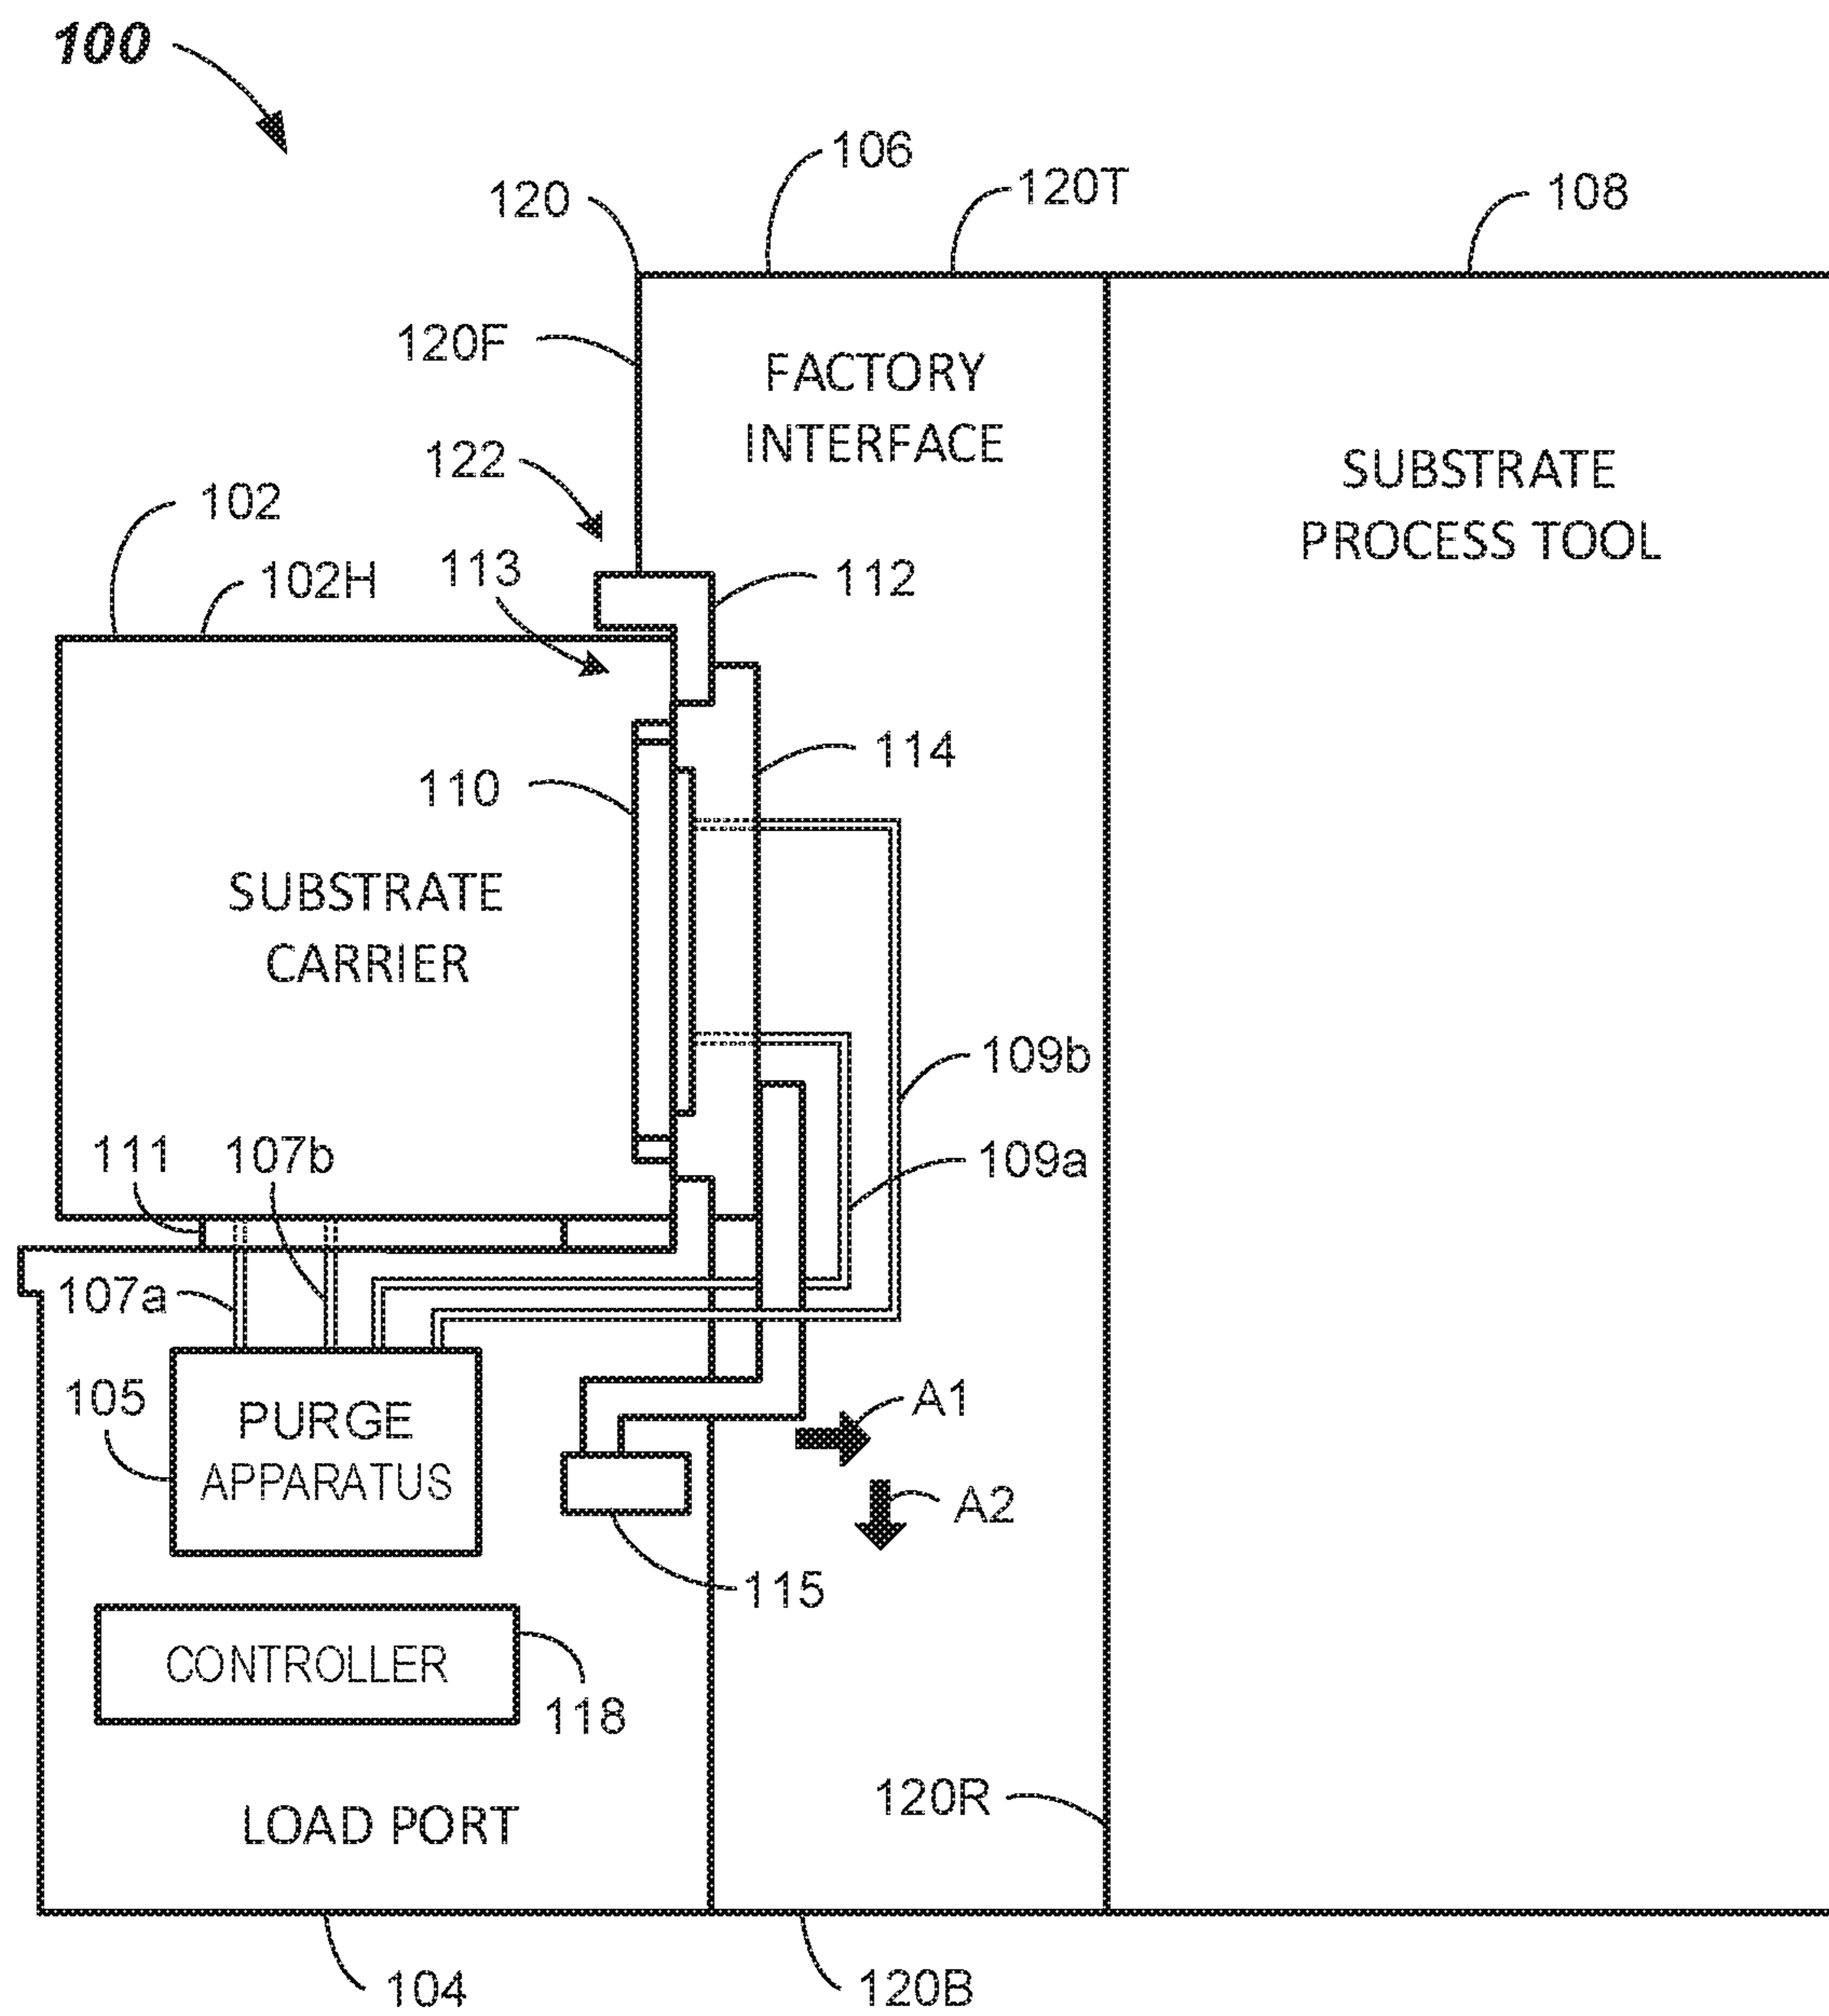 100
106
120T
108
120
120F
FACTORY
INTERFACE
122
SUBSTRATE
PROCESS TOOL
102
113
112
102H
114
110
SUBSTRATE
CARRIER
109b
111
107b
109a
107a
105
PURGE
APPARATUS
A1
A2
115
CONTROLLER
118
120R
LOAD PORT
104
120B